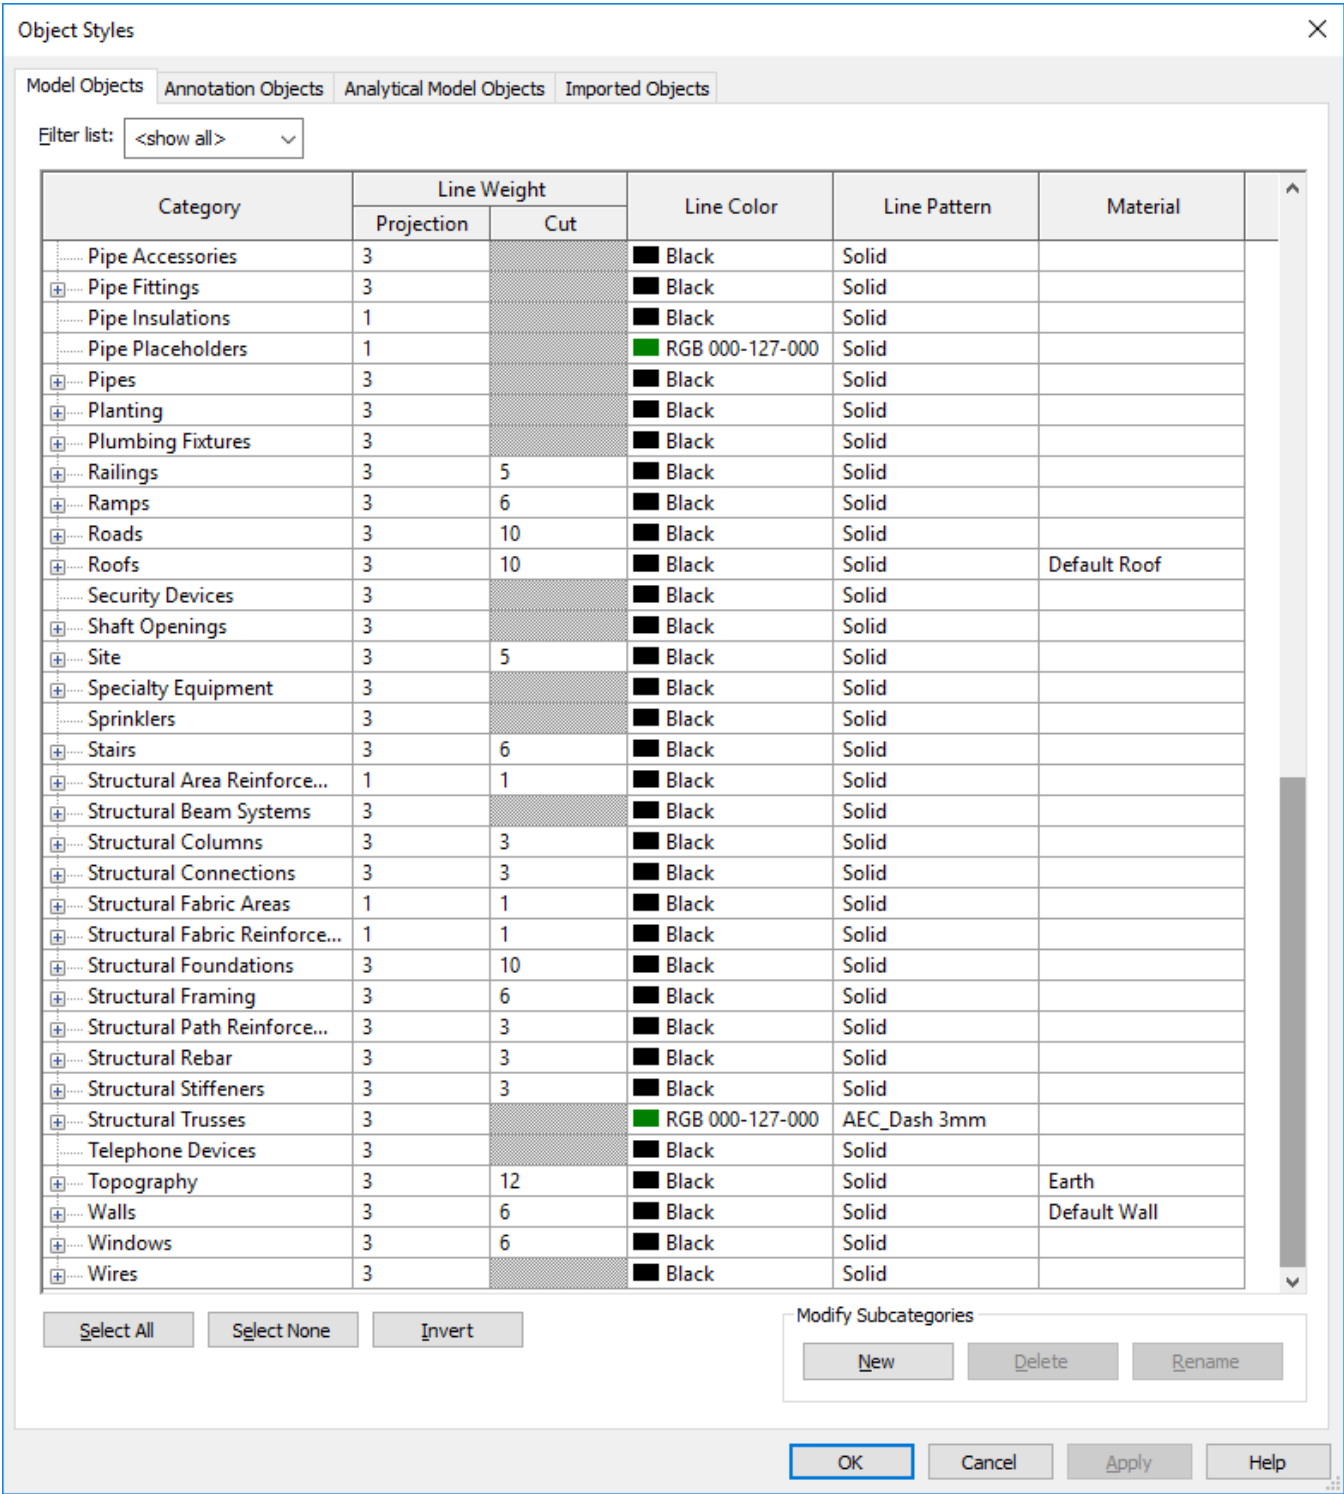 Object Styles
Model Objects Annotation Objects Analytical Model Objects Imported Objects
Filter list: <show all>
Category Line Weight Line Color Line Pattern Material
Projection Cut
Pipe Accessories 3 Black Solid
Pipe Fittings 3 Black Solid
Pipe Insulations 1 Black Solid
Pipe Placeholders 1 RGB 000-127-000 Solid
Pipes 3 Black Solid
Planting 3 Black Solid
Plumbing Fixtures 3 Black Solid
Railings 3 5 Black Solid
Ramps 3 6 Black Solid
Roads 3 10 Black Solid
Roofs 3 10 Black Solid Default Roof
Security Devices 3 Black Solid
Shaft Openings 3 Black Solid
Site 3 5 Black Solid
Specialty Equipment 3 Black Solid
Sprinklers 3 Black Solid
Stairs 3 6 Black Solid
Structural Area Reinforce... 1 1 Black Solid
Structural Beam Systems 3 Black Solid
Structural Columns 3 3 Black Solid
Structural Connections 3 3 Black Solid
Structural Fabric Areas 1 1 Black Solid
Structural Fabric Reinforce... 1 1 Black Solid
Structural Foundations 3 10 Black Solid
Structural Framing 3 6 Black Solid
Structural Path Reinforce... 3 3 Black Solid
Structural Rebar 3 3 Black Solid
Structural Stiffeners 3 3 Black Solid
Structural Trusses 3 RGB 000-127-000 AEC_Dash 3mm
Telephone Devices 3 Black Solid
Topography 3 12 Black Solid Earth
Walls 3 6 Black Solid Default Wall
Windows 3 6 Black Solid
Wires 3 Black Solid
Select All Select None Invert
Modify Subcategories
New Delete Rename
OK Cancel Apply Help